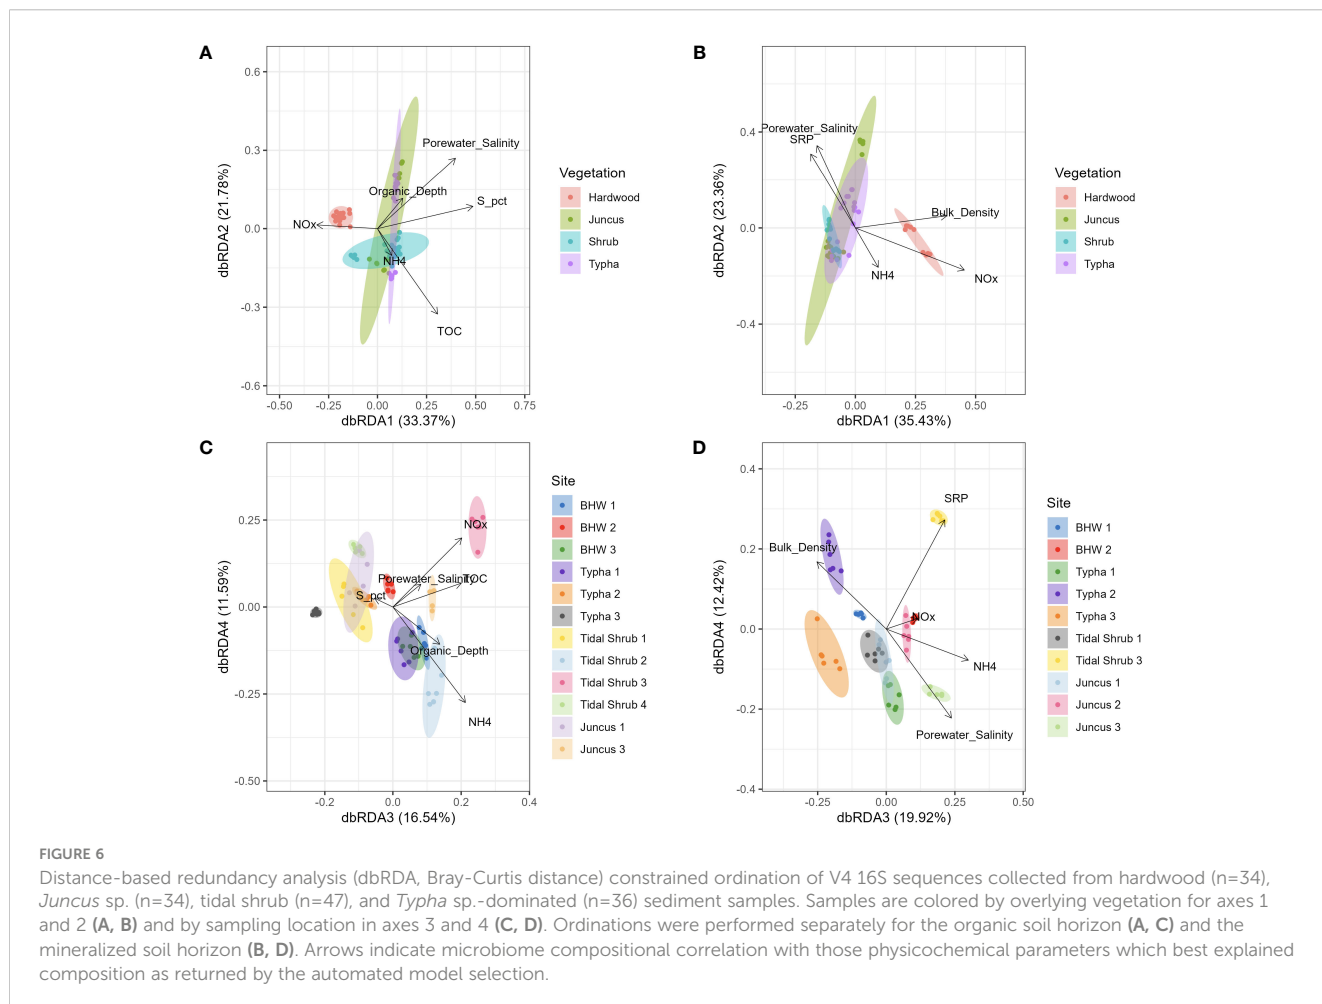 A
0.6
0.3
0.0
-0.3
-0.6
dbRDA2 (21.78%)
Porewater_Salinity
Organic_Depth
S_pct
NOx
NH4
TOC
-0.50
-0.25
0.00
0.25
0.50
0.75
dbRDA1 (33.37%)
Vegetation
Hardwood
Juncus
Shrub
Typha
B
0.4
0.0
-0.4
dbRDA2 (23.36%)
Porewater_Salinity
SRP
Bulk_Density
NH4
NOx
-0.25
0.00
0.25
0.50
dbRDA1 (35.43%)
Vegetation
Hardwood
Juncus
Shrub
Typha
C
0.25
0.00
-0.25
-0.50
dbRDA4 (11.59%)
NOx
Porewater_Salinity
TOC
S_pct
Organic_Depth
NH4
-0.2
0.0
0.2
0.4
dbRDA3 (16.54%)
Site
BHW 1
BHW 2
BHW 3
Typha 1
Typha 2
Typha 3
Tidal Shrub 1
Tidal Shrub 2
Tidal Shrub 3
Tidal Shrub 4
Juncus 1
Juncus 3
D
0.4
0.2
0.0
-0.2
-0.4
dbRDA4 (12.42%)
SRP
Bulk_Density
NOx
NH4
Porewater_Salinity
-0.25
0.00
0.25
0.50
dbRDA3 (19.92%)
Site
BHW 1
BHW 2
Typha 1
Typha 2
Typha 3
Tidal Shrub 1
Tidal Shrub 3
Juncus 1
Juncus 2
Juncus 3
FIGURE 6
Distance-based redundancy analysis (dbRDA, Bray-Curtis distance) constrained ordination of V4 16S sequences collected from hardwood (n=34),
Juncus sp. (n=34), tidal shrub (n=47), and Typha sp.-dominated (n=36) sediment samples. Samples are colored by overlying vegetation for axes 1
and 2 (A, B) and by sampling location in axes 3 and 4 (C, D). Ordinations were performed separately for the organic soil horizon (A, C) and the
mineralized soil horizon (B, D). Arrows indicate microbiome compositional correlation with those physicochemical parameters which best explained
composition as returned by the automated model selection.